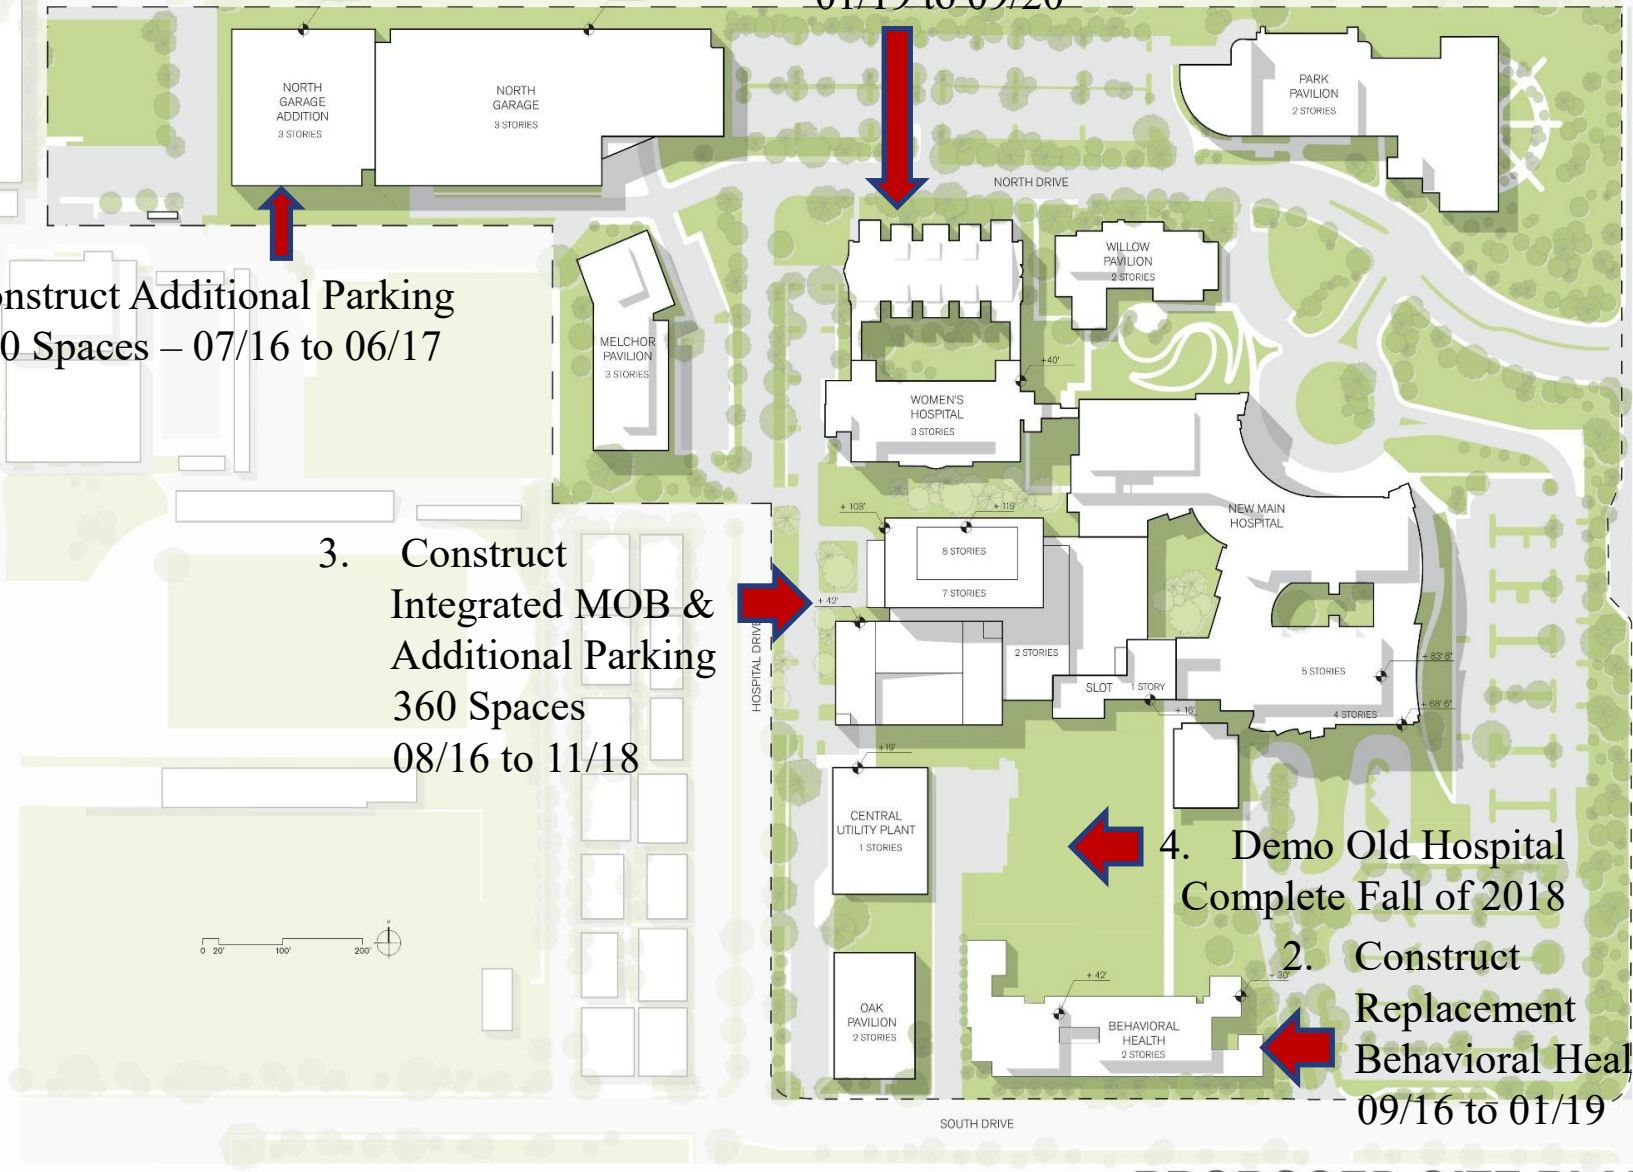 01/19 to 09/20
NORTH
GARAGE
ADDITION
3 STORIES
NORTH
GARAGE
3 STORIES
PARK
PAVILION
2 STORIES
NORTH DRIVE
WILLOW
PAVILION
2 STORIES
onstruct Additional Parking
0 Spaces – 07/16 to 06/17
MELCHOR
PAVILION
3 STORIES
+40'
WOMEN'S
HOSPITAL
3 STORIES
+ 103'
+ 119
NEW MAIN
HOSPITAL
8 STORIES
7 STORIES
3. Construct
Integrated MOB &
Additional Parking
360 Spaces
08/16 to 11/18
+ 42'
HOSPITAL DRIVE
2 STORIES
SLOT
1 STORY
+ 16'
5 STORIES
+ 83' 8"
4 STORIES
+ 68' 6"
+ 19'
CENTRAL
UTILITY PLANT
1 STORIES
4. Demo Old Hospital
Complete Fall of 2018
0 20' 100' 200'
2. Construct
Replacement
Behavioral Heal
09/16 to 01/19
+ 42'
+ 30'
OAK
PAVILION
2 STORIES
BEHAVIORAL
HEALTH
2 STORIES
SOUTH DRIVE